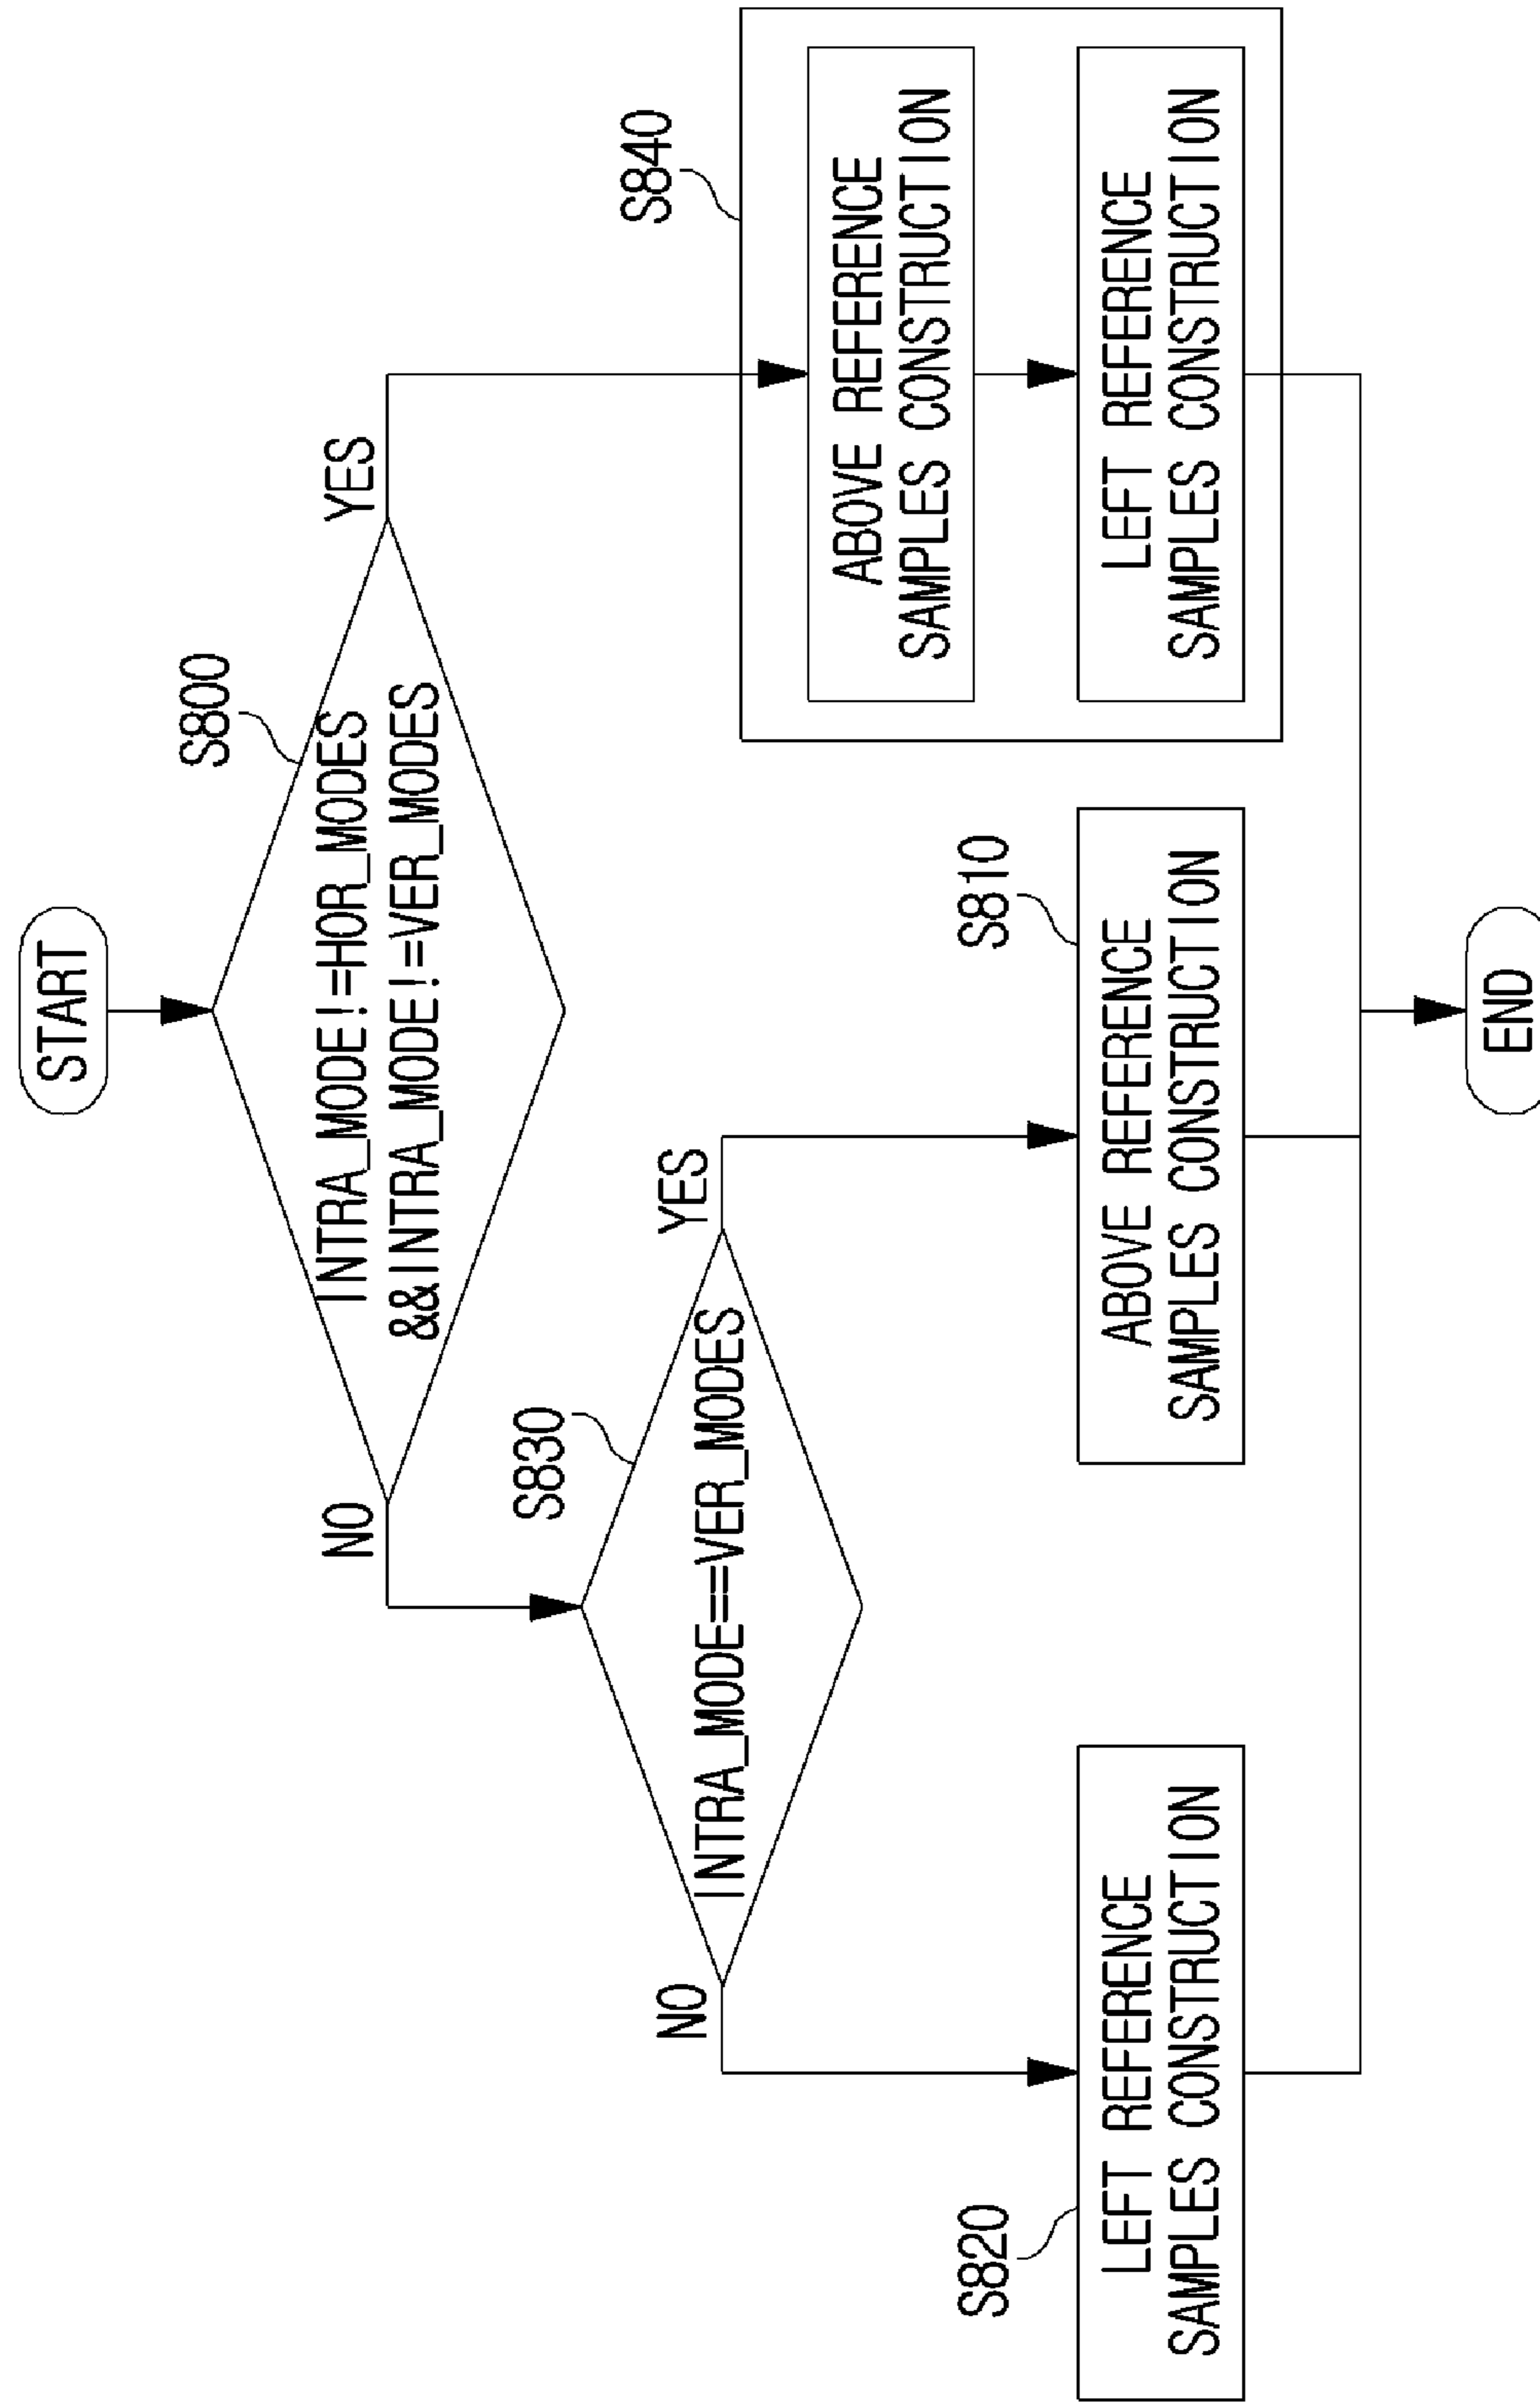 START
S800
INTRA_MODE!=HOR_MODES
&&INTRA_MODE!=VER_MODES
NO
YES
S830
INTRA_MODE==VER_MODES
NO
YES
S840
ABOVE REFERENCE
SAMPLES CONSTRUCTION
LEFT REFERENCE
SAMPLES CONSTRUCTION
S820
LEFT REFERENCE
SAMPLES CONSTRUCTION
S810
ABOVE REFERENCE
SAMPLES CONSTRUCTION
END